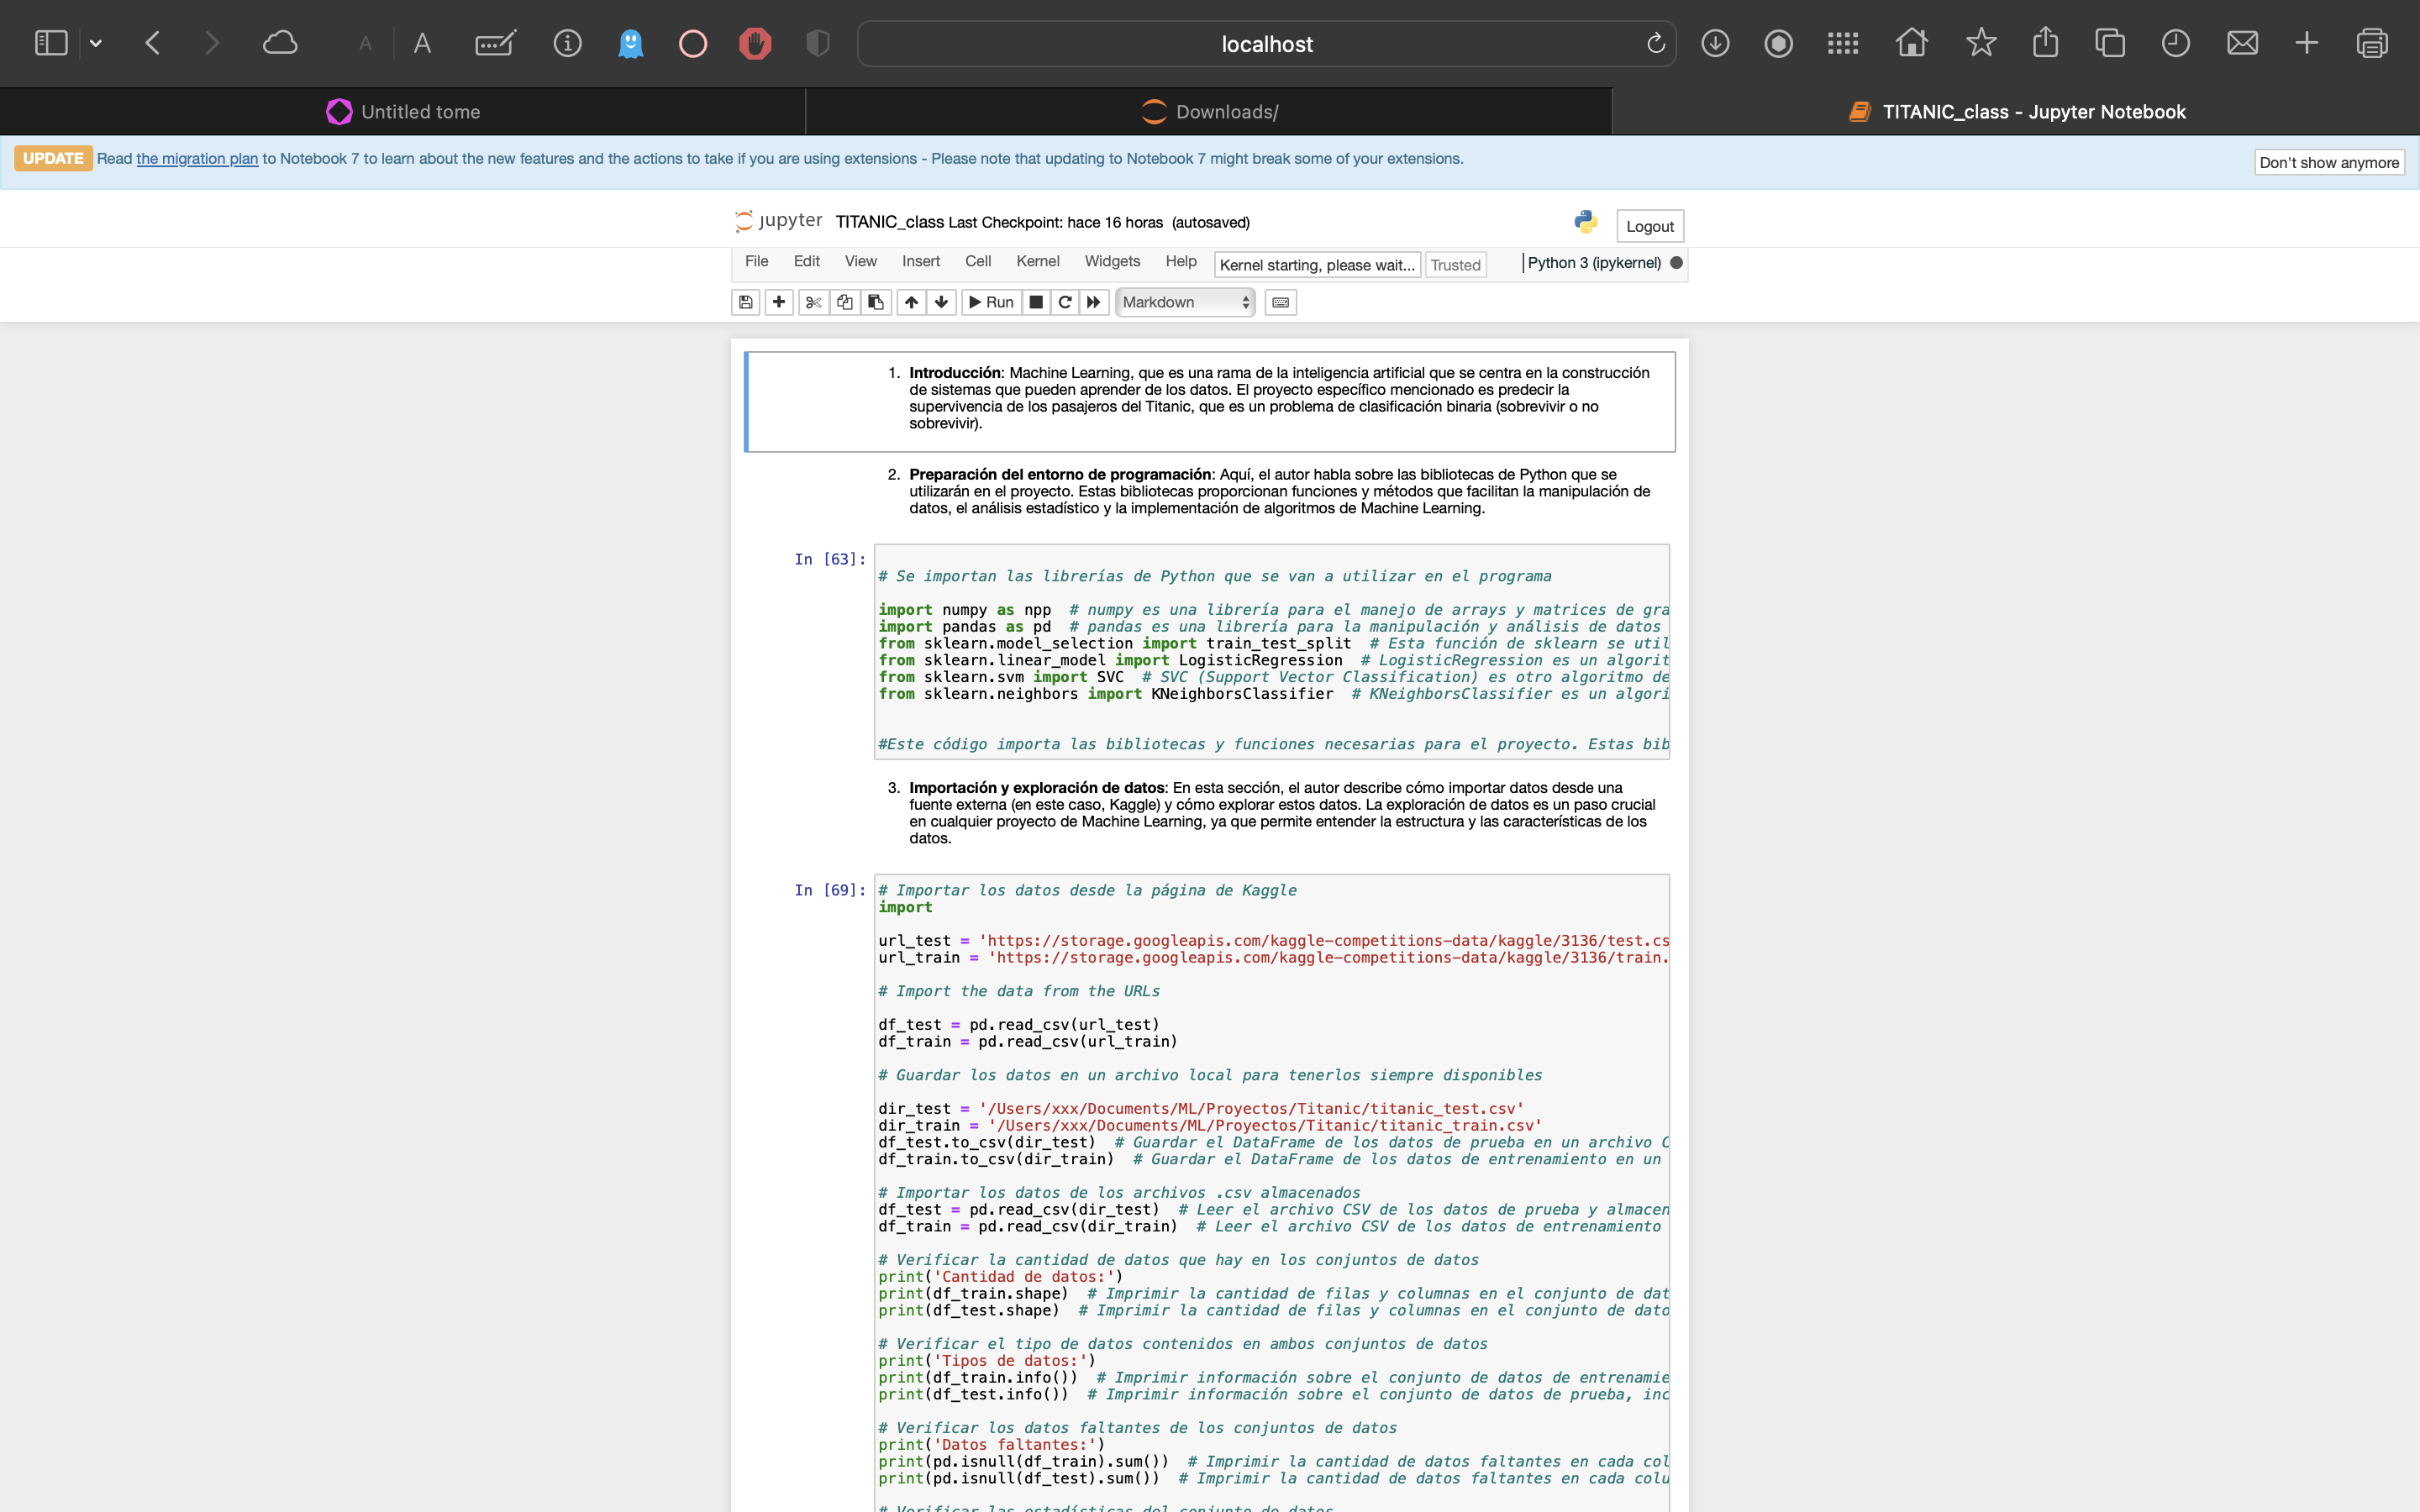 A A localhost
Untitled tome
Downloads/
TITANIC_class - Jupyter Notebook
UPDATE Read the migration plan to Notebook 7 to learn about the new features and the actions to take if you are using extensions - Please note that updating to Notebook 7 might break some of your extensions.
Don't show anymore
jupyter TITANIC_class Last Checkpoint: hace 16 horas (autosaved)
Logout
File Edit View Insert Cell Kernel Widgets Help Kernel starting, please wait... Trusted Python 3 (ipykernel)
Run Markdown
1. Introducción: Machine Learning, que es una rama de la inteligencia artificial que se centra en la construcción
de sistemas que pueden aprender de los datos. El proyecto específico mencionado es predecir la
supervivencia de los pasajeros del Titanic, que es un problema de clasificación binaria (sobrevivir o no
sobrevivir).
2. Preparación del entorno de programación: Aquí, el autor habla sobre las bibliotecas de Python que se
utilizarán en el proyecto. Estas bibliotecas proporcionan funciones y métodos que facilitan la manipulación de
datos, el análisis estadístico y la implementación de algoritmos de Machine Learning.
In [63]:
# Se importan las librerías de Python que se van a utilizar en el programa
import numpy as npp # numpy es una librería para el manejo de arrays y matrices de gra
import pandas as pd # pandas es una librería para la manipulación y análisis de datos
from sklearn.model_selection import train_test_split # Esta función de sklearn se util
from sklearn.linear_model import LogisticRegression # LogisticRegression es un algorit
from sklearn.svm import SVC # SVC (Support Vector Classification) es otro algoritmo de
from sklearn.neighbors import KNeighborsClassifier # KNeighborsClassifier es un algori
#Este código importa las bibliotecas y funciones necesarias para el proyecto. Estas bib
3. Importación y exploración de datos: En esta sección, el autor describe cómo importar datos desde una
fuente externa (en este caso, Kaggle) y cómo explorar estos datos. La exploración de datos es un paso crucial
en cualquier proyecto de Machine Learning, ya que permite entender la estructura y las características de los
datos.
In [69]: # Importar los datos desde la página de Kaggle
import
url_test = 'https://storage.googleapis.com/kaggle-competitions-data/kaggle/3136/test.cs
url_train = 'https://storage.googleapis.com/kaggle-competitions-data/kaggle/3136/train.
# Import the data from the URLs
df_test = pd.read_csv(url_test)
df_train = pd.read_csv(url_train)
# Guardar los datos en un archivo local para tenerlos siempre disponibles
dir_test = '/Users/xxx/Documents/ML/Proyectos/Titanic/titanic_test.csv'
dir_train = '/Users/xxx/Documents/ML/Proyectos/Titanic/titanic_train.csv'
df_test.to_csv(dir_test) # Guardar el DataFrame de los datos de prueba en un archivo C
df_train.to_csv(dir_train) # Guardar el DataFrame de los datos de entrenamiento en un
# Importar los datos de los archivos .csv almacenados
df_test = pd.read_csv(dir_test) # Leer el archivo CSV de los datos de prueba y almacen
df_train = pd.read_csv(dir_train) # Leer el archivo CSV de los datos de entrenamiento
# Verificar la cantidad de datos que hay en los conjuntos de datos
print('Cantidad de datos:')
print(df_train.shape) # Imprimir la cantidad de filas y columnas en el conjunto de dat
print(df_test.shape) # Imprimir la cantidad de filas y columnas en el conjunto de dato
# Verificar el tipo de datos contenidos en ambos conjuntos de datos
print('Tipos de datos:')
print(df_train.info()) # Imprimir información sobre el conjunto de datos de entrenamie
print(df_test.info()) # Imprimir información sobre el conjunto de datos de prueba, inc
# Verificar los datos faltantes de los conjuntos de datos
print('Datos faltantes:')
print(pd.isnull(df_train).sum()) # Imprimir la cantidad de datos faltantes en cada col
print(pd.isnull(df_test).sum()) # Imprimir la cantidad de datos faltantes en cada colu
# Verificar las estadísticas del conjunto de datos